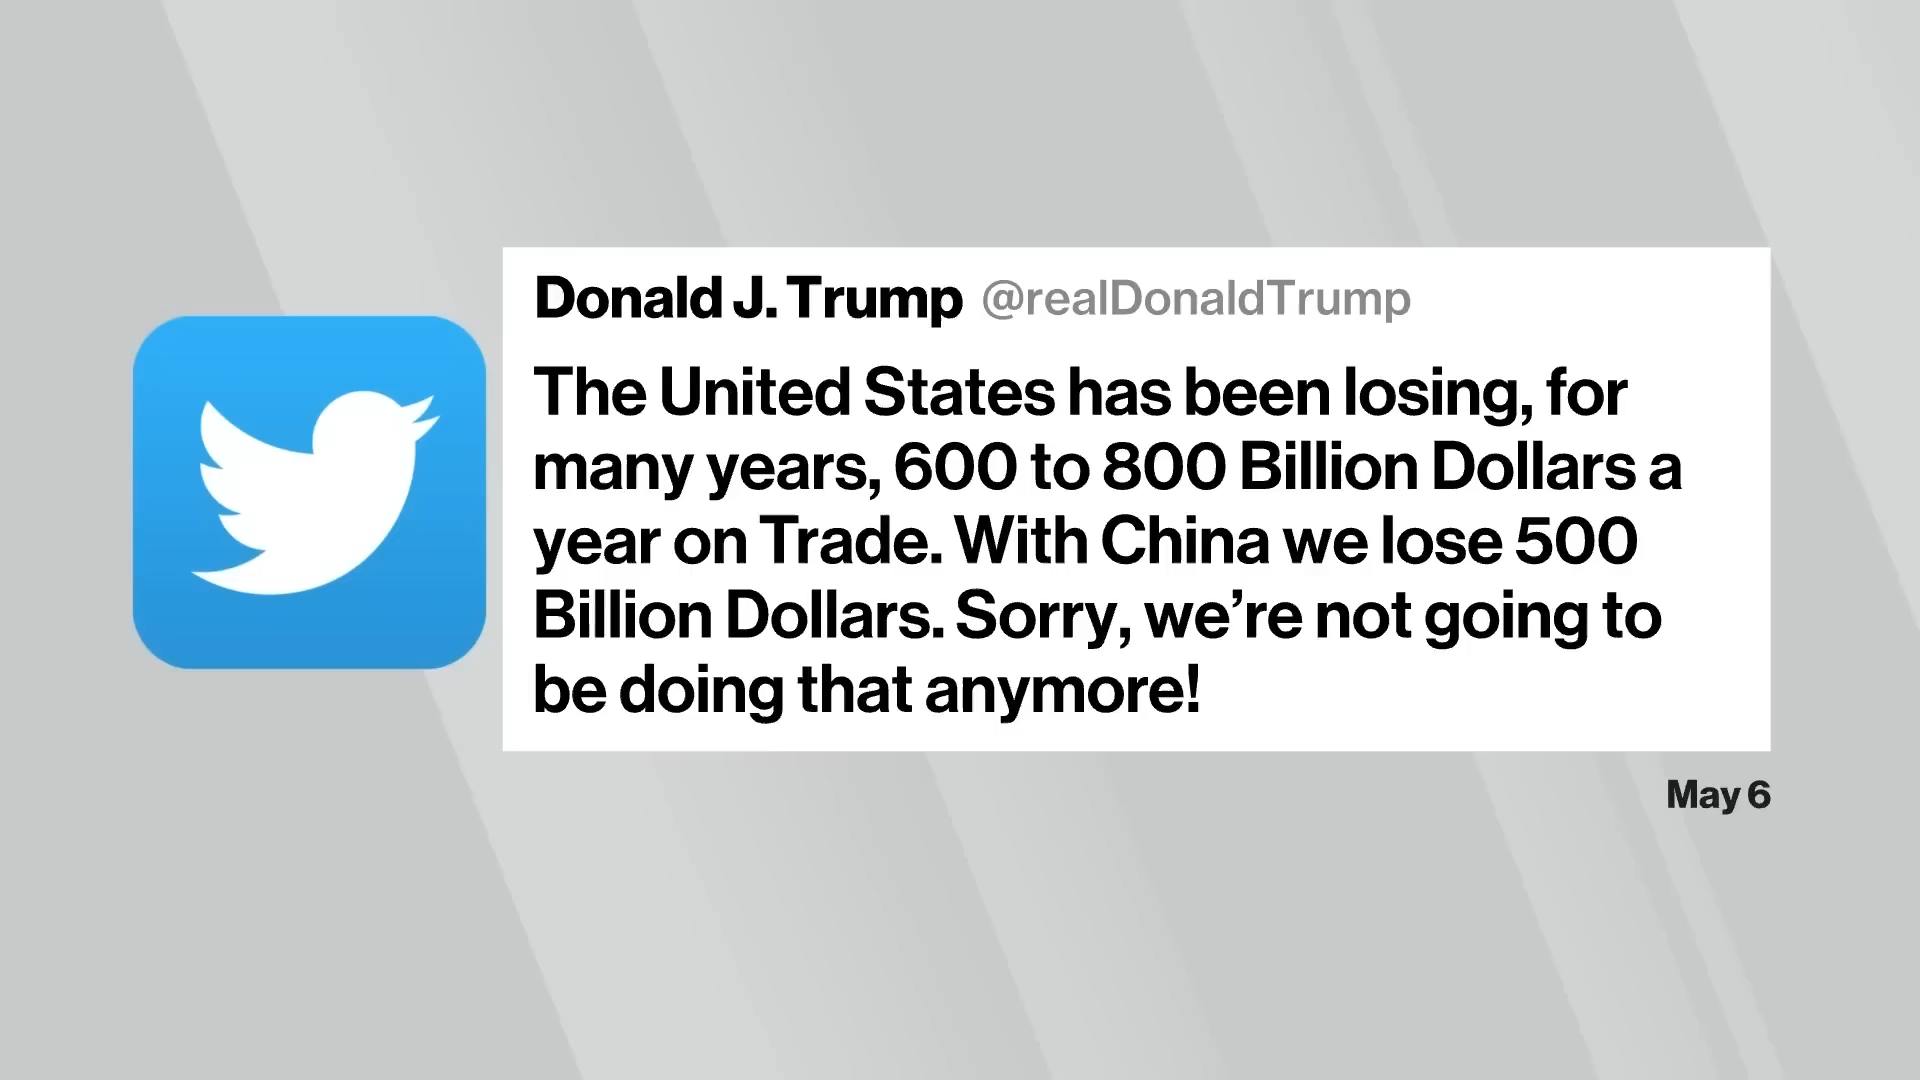 Donald J. Trump @realDonaldTrump
The United States has been losing, for
many years, 600 to 800 Billion Dollars a
year on Trade. With China we lose 500
Billion Dollars. Sorry, we’re not going to
be doing that anymore!
May 6